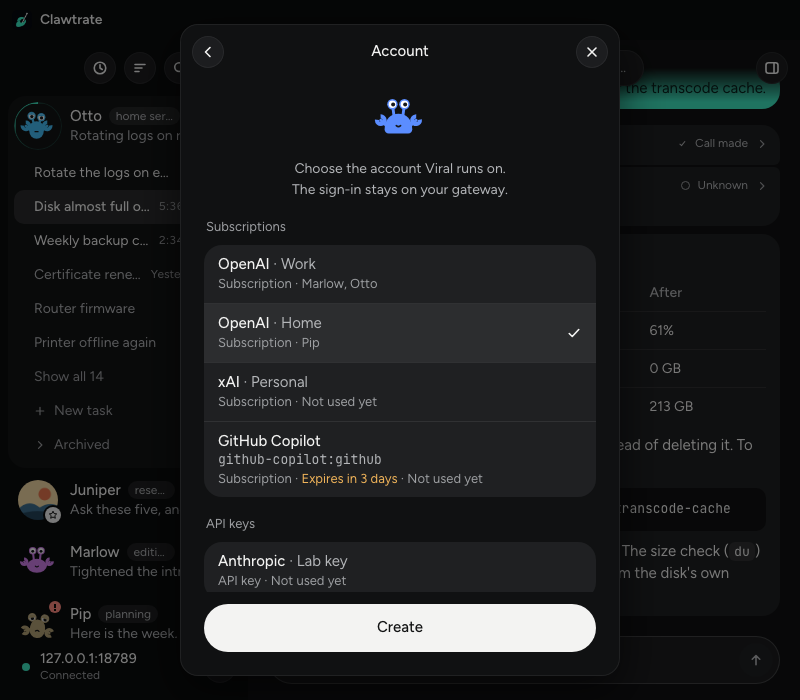 Clawtrate
Account
the transcode cache.
Otto home ser...
Rotating logs on
Choose the account Viral runs on.
The sign-in stays on your gateway.
Call made
Unknown
Rotate the logs on e...
Disk almost full o... 5:36
Weekly backup c... 2:34
Certificate rene... Yeste
Router firmware
Printer offline again
Show all 14
+ New task
Archived
Subscriptions
OpenAI · Work
Subscription · Marlow, Otto
OpenAI · Home
Subscription · Pip
xAI · Personal
Subscription · Not used yet
GitHub Copilot
github-copilot:github
Subscription · Expires in 3 days · Not used yet
API keys
Anthropic · Lab key
API key · Not used yet
Create
After
61%
0 GB
213 GB
ead of deleting it. To
transcode-cache
The size check ( du )
m the disk's own
Juniper rese...
Ask these five, an
Marlow editi...
Tightened the intr
Pip planning
Here is the week.
127.0.0.1:18789
Connected